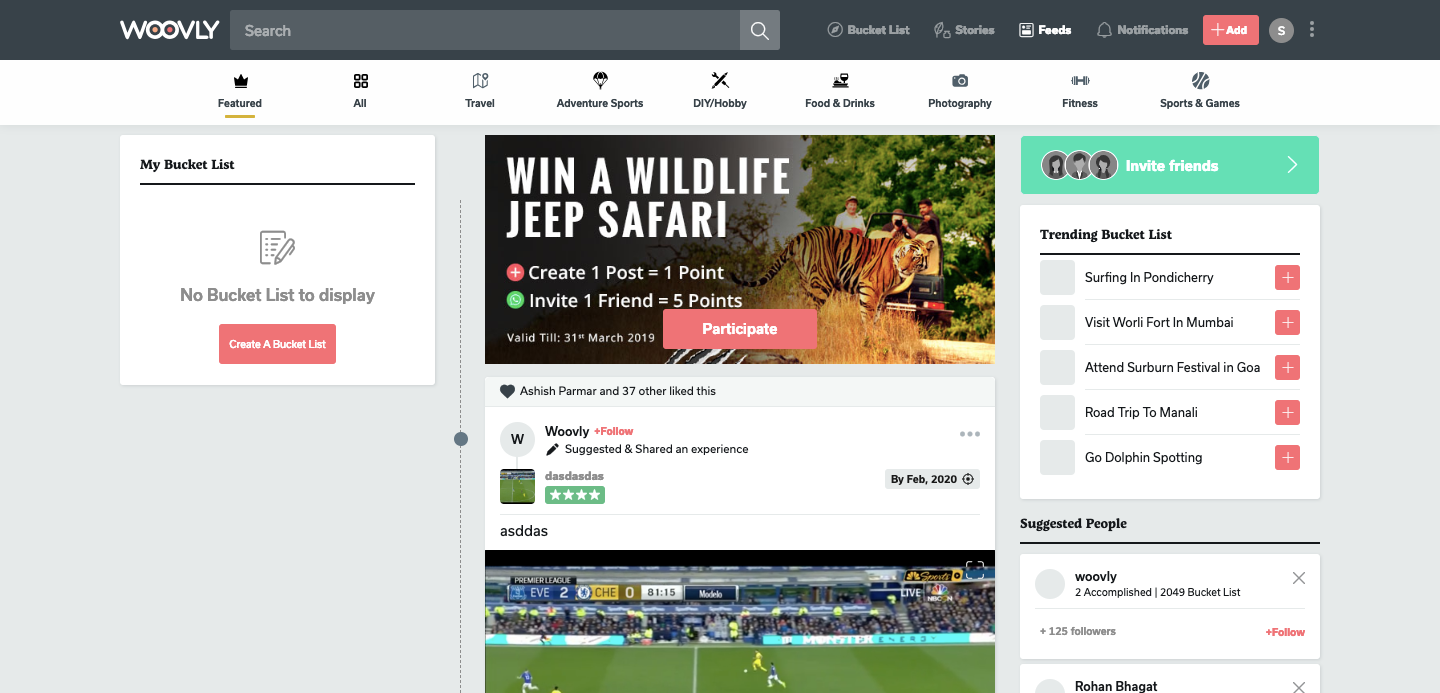 WOOVLY
Search
Bucket List
Stories
Feeds
Notifications
Add
S
Featured
All
Travel
Adventure Sports
DIY/Hobby
Food & Drinks
Photography
Fitness
Sports & Games
My Bucket List
No Bucket List to display
Create A Bucket List
WIN A WILDLIFE
JEEP SAFARI
Create 1 Post = 1 Point
Invite 1 Friend = 5 Points
Valid Till: 31st March 2019
Participate
Ashish Parmar and 37 other liked this
W
Woovly +Follow
Suggested & Shared an experience
dasdasdas
By Feb, 2020
asddas
PREMIER LEAGUE
EVE 2 CHE 0 81:15 Modelo
NBC Sports
LIVE
NBCSN
Invite friends
Trending Bucket List
Surfing In Pondicherry
Visit Worli Fort In Mumbai
Attend Surburn Festival in Goa
Road Trip To Manali
Go Dolphin Spotting
Suggested People
woovly
2 Accomplished | 2049 Bucket List
+ 125 followers
+Follow
Rohan Bhagat